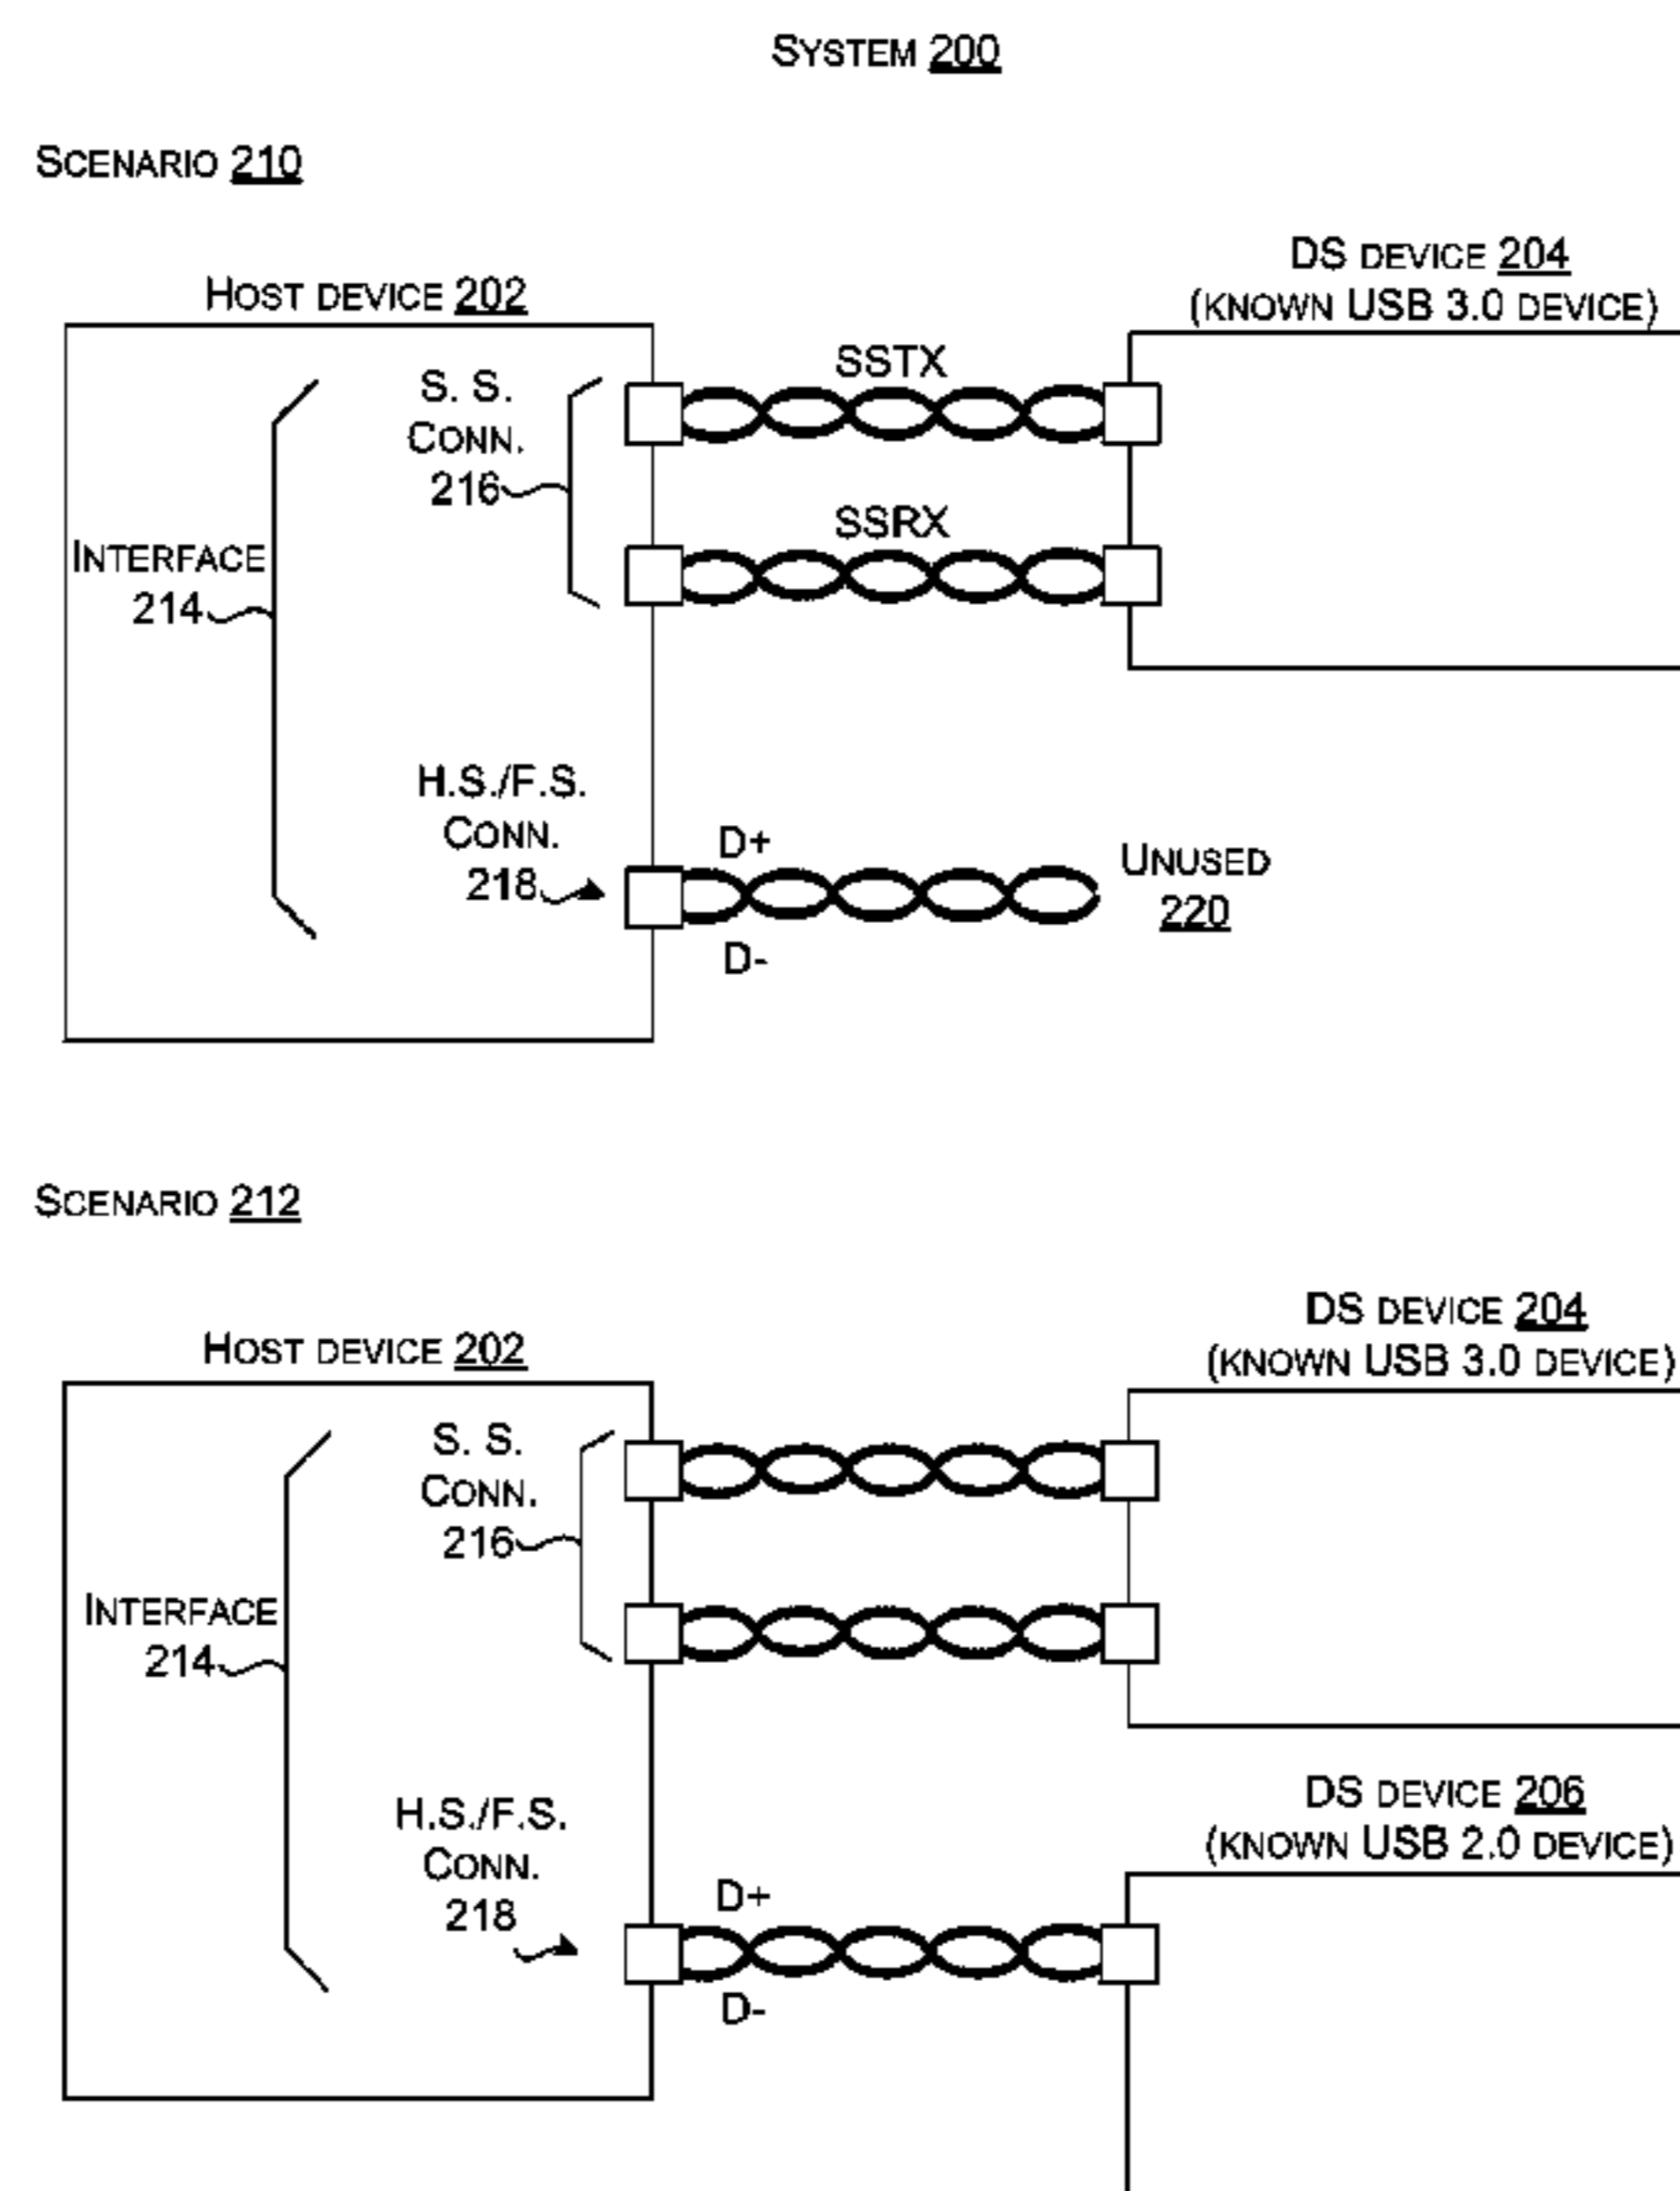 SYSTEM 200
SCENARIO 210
HOST DEVICE 202
DS DEVICE 204
(KNOWN USB 3.0 DEVICE)
S. S.
CONN.
216
SSTX
SSRX
INTERFACE
214
H.S./F.S.
CONN.
218
D+
D-
UNUSED
220
SCENARIO 212
HOST DEVICE 202
DS DEVICE 204
(KNOWN USB 3.0 DEVICE)
S. S.
CONN.
216
INTERFACE
214
DS DEVICE 206
(KNOWN USB 2.0 DEVICE)
H.S./F.S.
CONN.
218
D+
D-